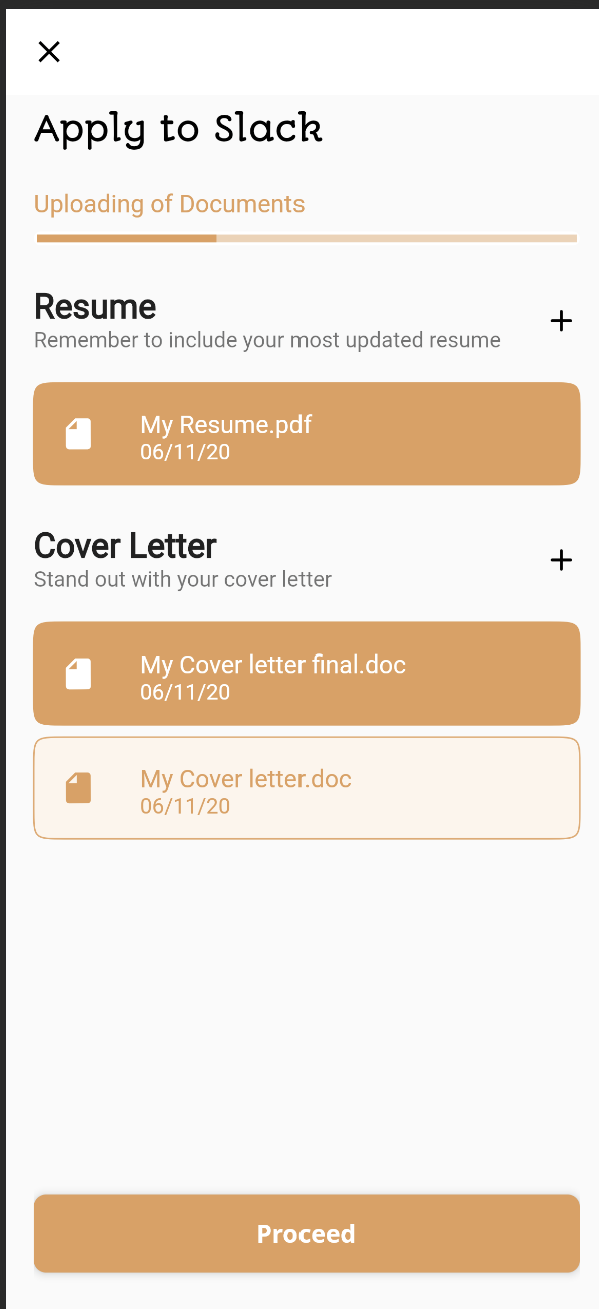 Apply to Slack
Uploading of Documents
Resume
Remember to include your most updated resume
My Resume.pdf
06/11/20
Cover Letter
Stand out with your cover letter
My Cover letter final.doc
06/11/20
My Cover letter.doc
06/11/20
Proceed